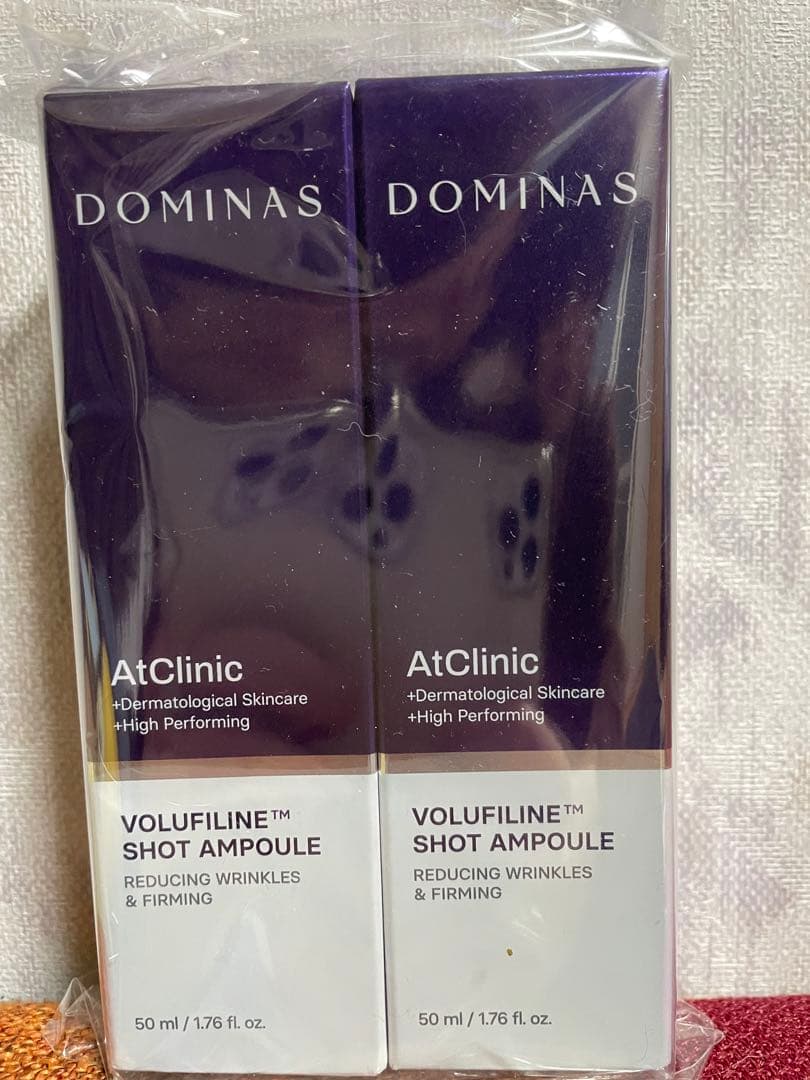 DOMINAS
AtClinic
+Dermatological Skincare
+High Performing
VOLUFILINE™
SHOT AMPOULE
REDUCING WRINKLES
& FIRMING
50 ml / 1.76 fl. oz.
DOMINAS
AtClinic
+Dermatological Skincare
+High Performing
VOLUFILINE™
SHOT AMPOULE
REDUCING WRINKLES
& FIRMING
50 ml / 1.76 fl. oz.